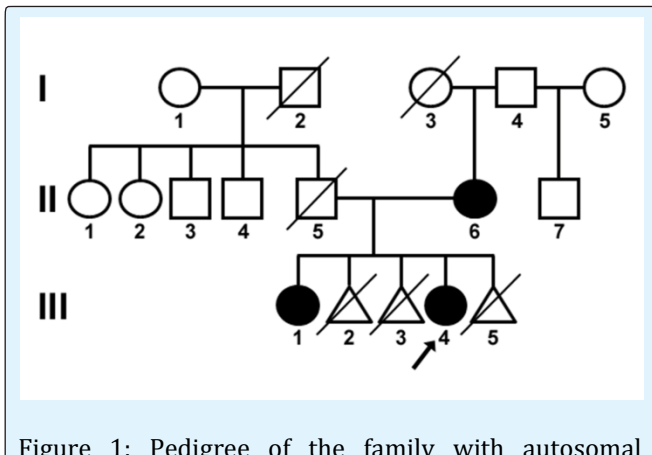 I
1 2 3 4 5
II
1 2 3 4 5 6 7
III
1 2 3 4 5
Figure 1: Pedigree of the family with autosomal